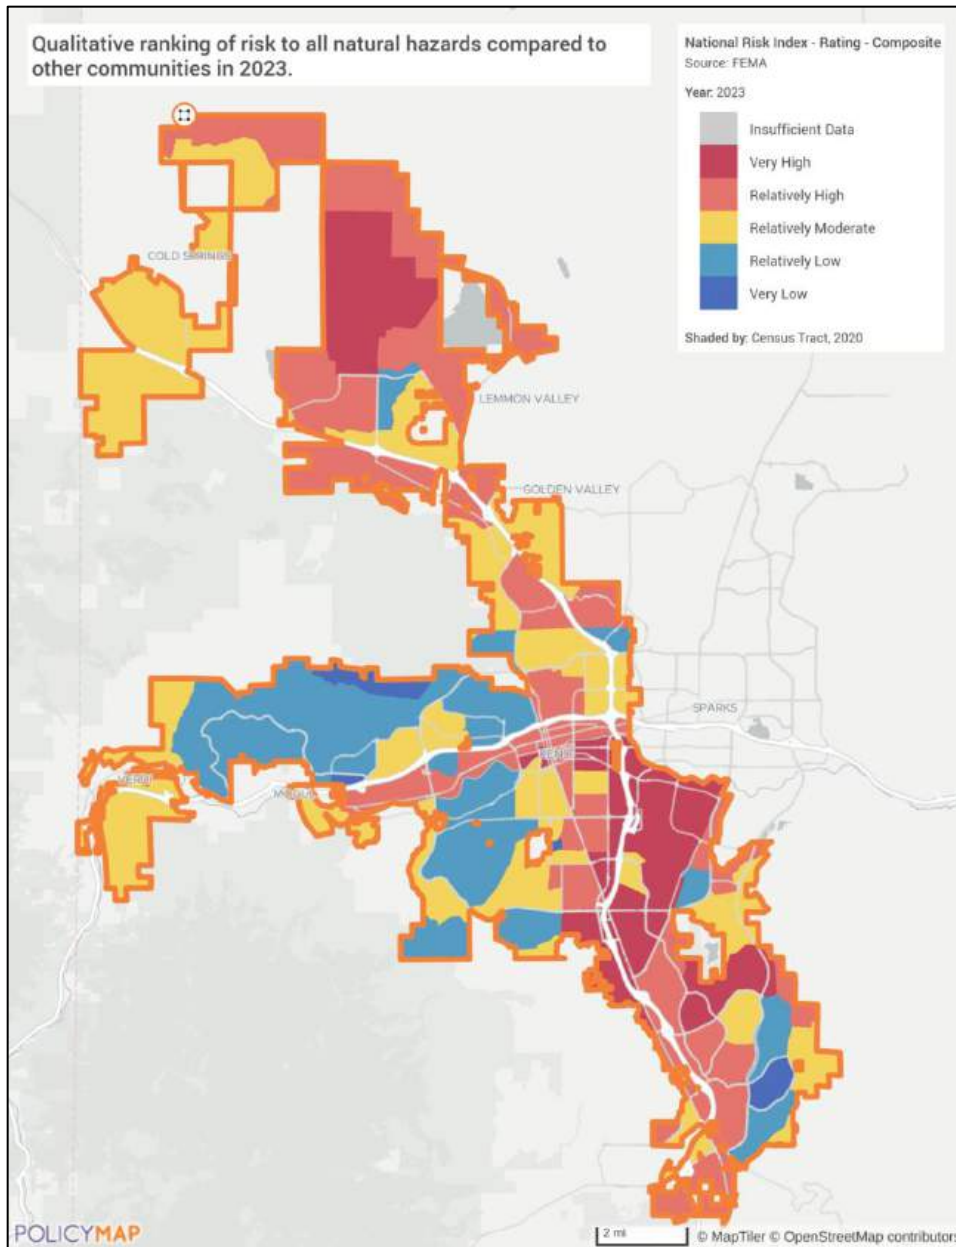 Qualitative ranking of risk to all natural hazards compared to
other communities in 2023.
National Risk Index - Rating - Composite
Source: FEMA
Year: 2023
Insufficient Data
Very High
Relatively High
Relatively Moderate
Relatively Low
Very Low
Shaded by: Census Tract, 2020
COLD SPRINGS
LEMMON VALLEY
GOLDEN VALLEY
SPARKS
RENO
VERDI
POLICYMAP
2 mi
© MapTiler © OpenStreetMap contributors